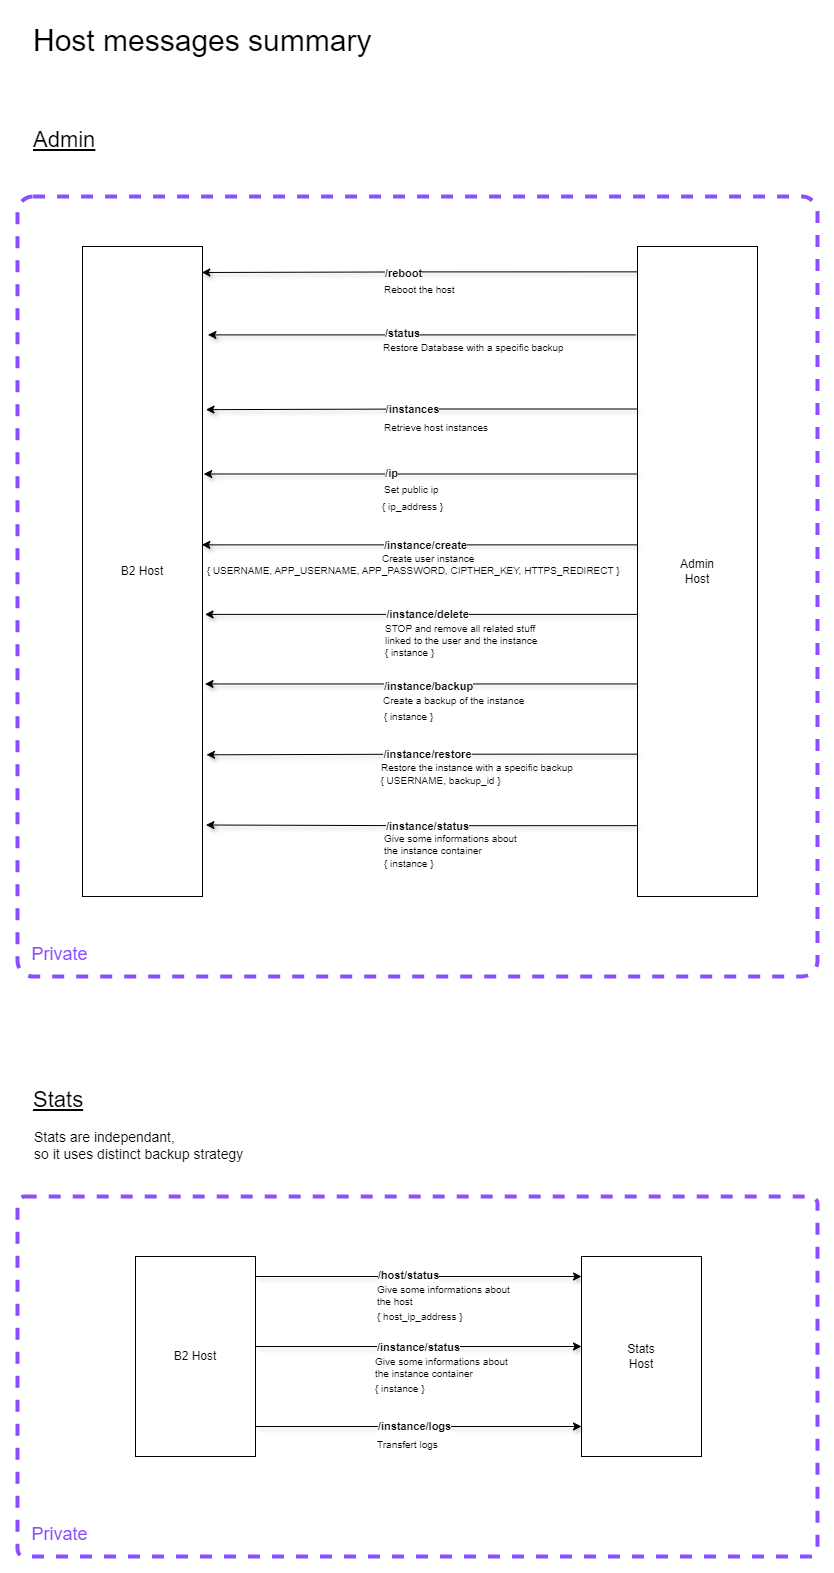 Host messages summary
Admin
/reboot
Reboot the host
/status
Restore Database with a specific backup
/instances
Retrieve host instances
/ip
Set public ip
{ ip_address }
/instance/create
Create user instance
{ USERNAME, APP_USERNAME, APP_PASSWORD, CIPTHER_KEY, HTTPS_REDIRECT }
B2 Host
Admin
Host
/instance/delete
STOP and remove all related stuff
linked to the user and the instance
{ instance }
/instance/backup
Create a backup of the instance
{ instance }
/instance/restore
Restore the instance with a specific backup
{ USERNAME, backup_id }
/instance/status
Give some informations about
the instance container
{ instance }
Private
Stats
Stats are independant,
so it uses distinct backup strategy
/host/status
Give some informations about
the host
{ host_ip_address }
/instance/status
Give some informations about
the instance container
{ instance }
B2 Host
Stats
Host
/instance/logs
Transfert logs
Private